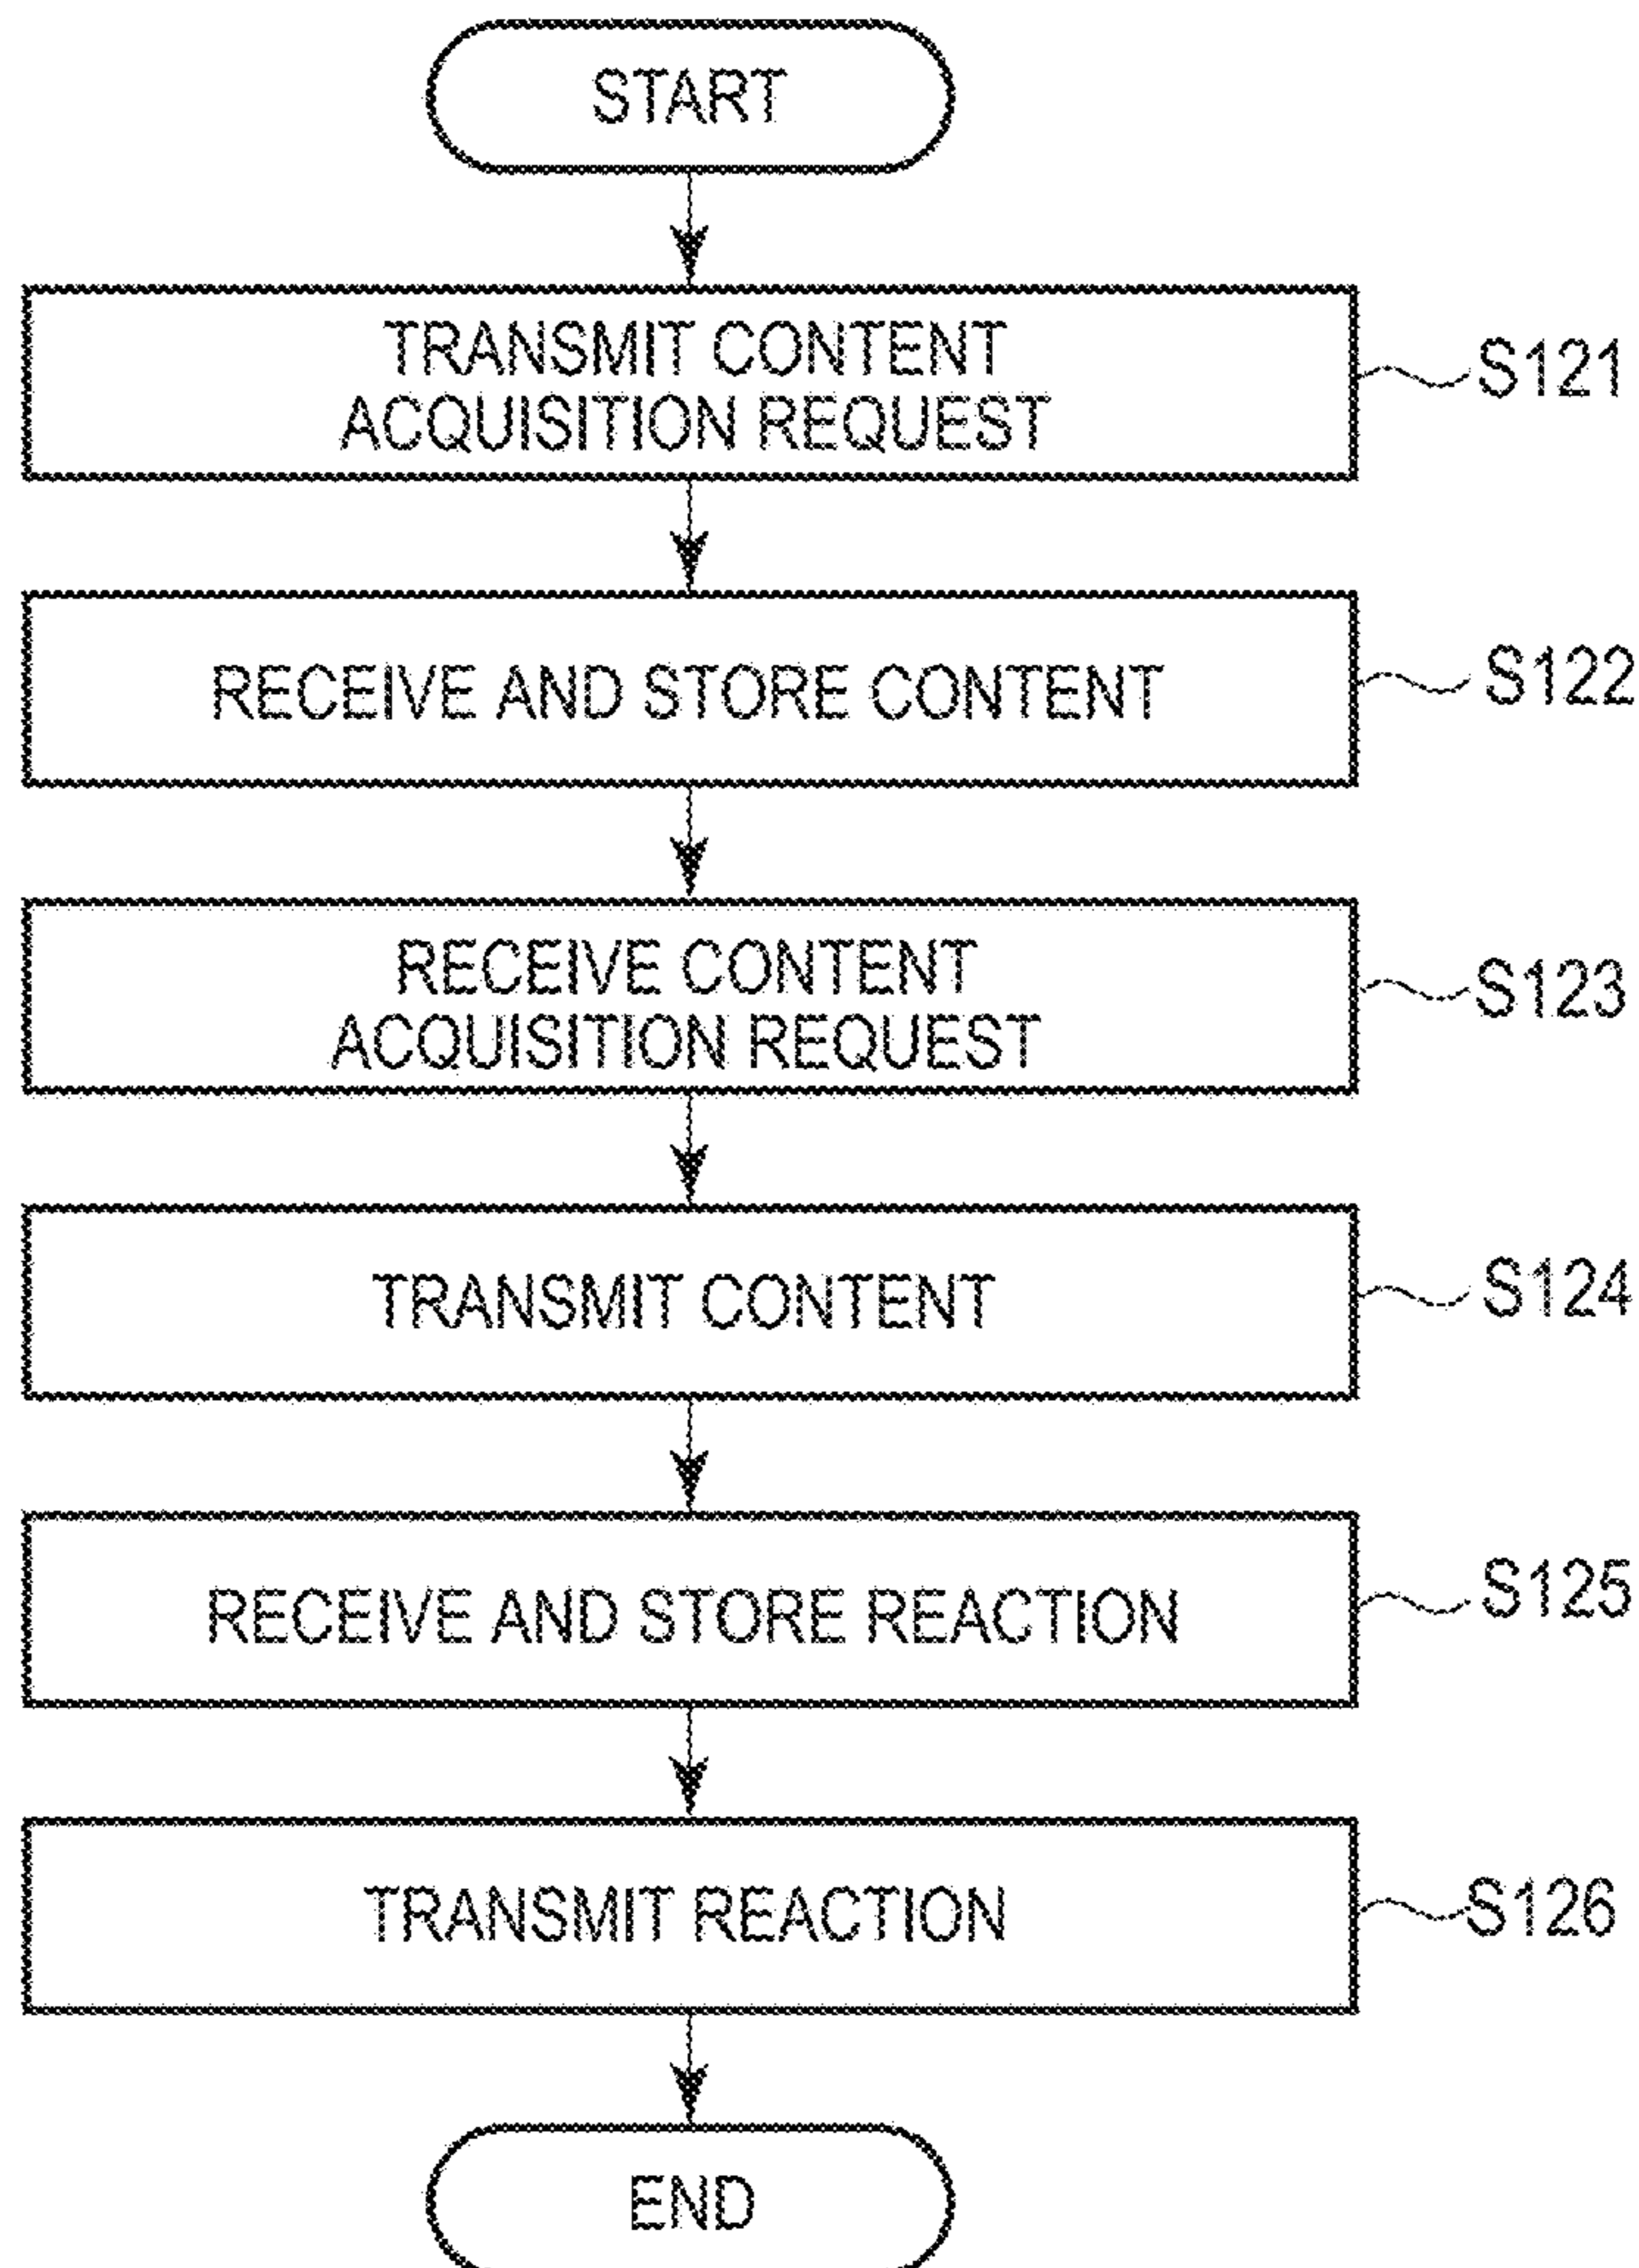 START
TRANSMIT CONTENT
ACQUISITION REQUEST
S121
RECEIVE AND STORE CONTENT
S122
RECEIVE CONTENT
ACQUISITION REQUEST
S123
TRANSMIT CONTENT
S124
RECEIVE AND STORE REACTION
S125
TRANSMIT REACTION
S126
END